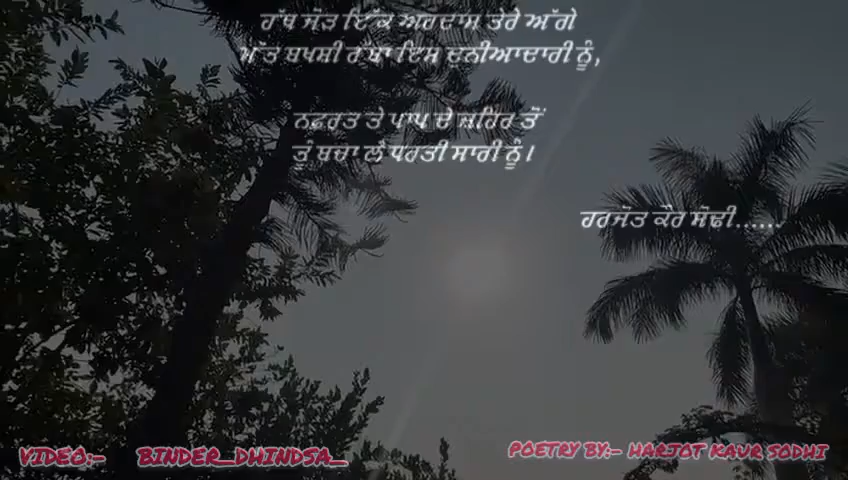 ਹੱਥ ਜੋੜ ਇੱਕ ਅਰਦਾਸ ਤੇਰੇ ਅੱਗੇ
ਮੱਤ ਬਖਸ਼ੀ ਰੱਬਾ ਇਸ ਦੁਨੀਆਦਾਰੀ ਨੂੰ,
ਨਫ਼ਰਤ ਤੇ ਪਾਪ ਦੇ ਜ਼ਹਿਰ ਤੋਂ
ਤੂੰ ਬਚਾ ਲੈ ਧਰਤੀ ਸਾਰੀ ਨੂੰ।
ਹਰਜੋਤ ਕੌਰ ਸੋਢੀ......
VIDEO:- BINDER_DHINDSA_
POETRY BY:- HARJOT KAUR SODHI